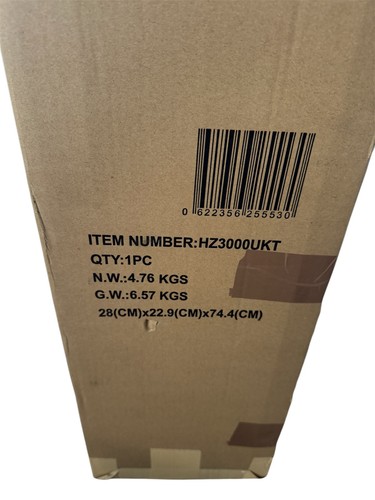 0 622356 255530
ITEM NUMBER:HZ3000UKT
QTY:1PC
N.W.:4.76 KGS
G.W.:6.57 KGS
28(CM)x22.9(CM)x74.4(CM)